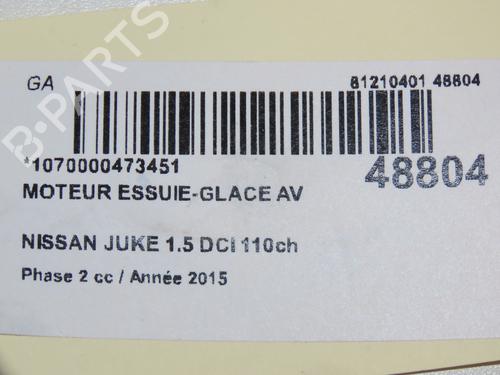 GA
81210401 48804
*1070000473451
48804
MOTEUR ESSUIE-GLACE AV
NISSAN JUKE 1.5 DCI 110ch
Phase 2 cc / Année 2015
B-PARTS